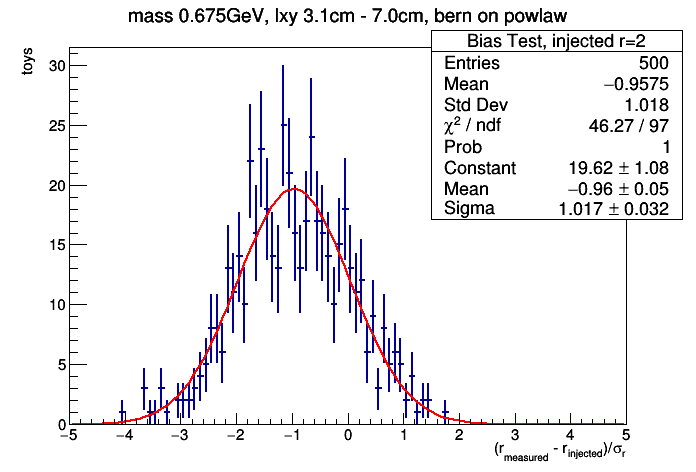 mass 0.675GeV, lxy 3.1cm - 7.0cm, bern on powlaw
Bias Test, injected r=2
Entries 500
Mean −0.9575
Std Dev 1.018
χ² / ndf 46.27 / 97
Prob 1
Constant 19.62 ± 1.08
Mean −0.96 ± 0.05
Sigma 1.017 ± 0.032
toys
30
25
20
15
10
5
0
−5 −4 −3 −2 −1 0 1 2 3 4 5
(r_measured - r_injected)/σ_r